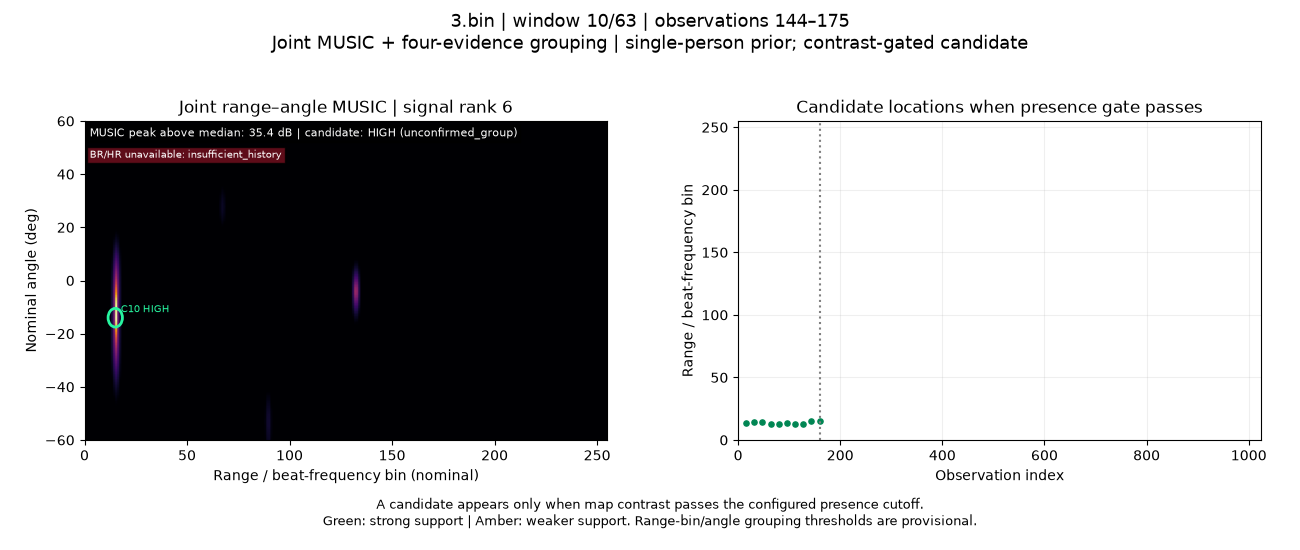 3.bin | window 10/63 | observations 144–175
Joint MUSIC + four-evidence grouping | single-person prior; contrast-gated candidate
Joint range–angle MUSIC | signal rank 6
MUSIC peak above median: 35.4 dB | candidate: HIGH (unconfirmed_group)
BR/HR unavailable: insufficient_history
C10 HIGH
60
40
20
0
−20
−40
−60
Nominal angle (deg)
0 50 100 150 200 250
Range / beat-frequency bin (nominal)
Candidate locations when presence gate passes
250
200
150
100
50
0
Range / beat-frequency bin
0 200 400 600 800 1000
Observation index
A candidate appears only when map contrast passes the configured presence cutoff.
Green: strong support | Amber: weaker support. Range-bin/angle grouping thresholds are provisional.